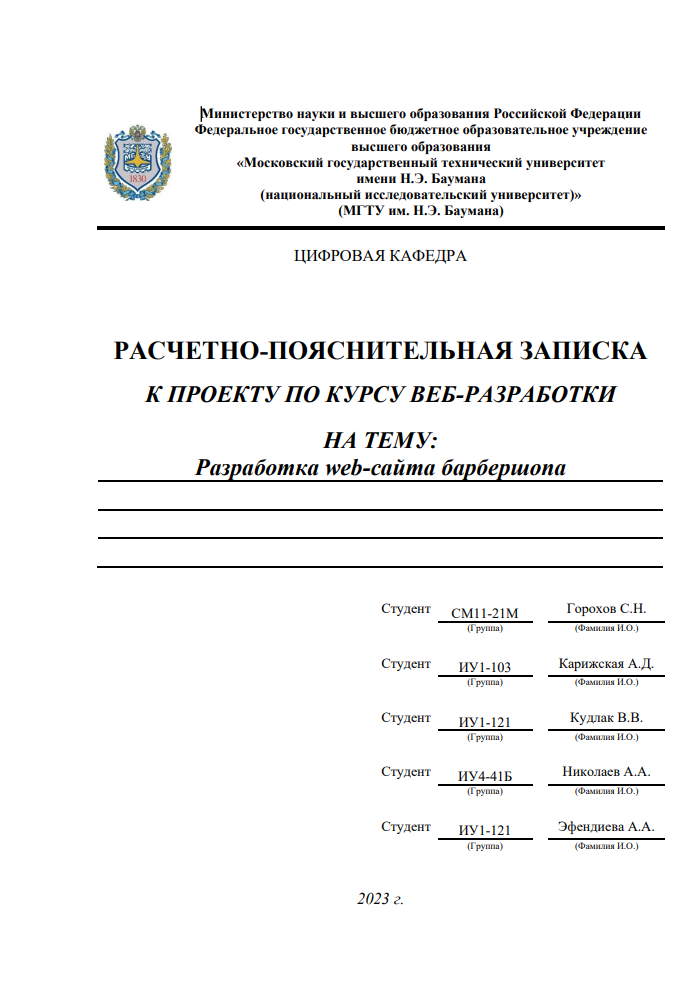 Министерство науки и высшего образования Российской Федерации
Федеральное государственное бюджетное образовательное учреждение
высшего образования
«Московский государственный технический университет
имени Н.Э. Баумана
(национальный исследовательский университет)»
(МГТУ им. Н.Э. Баумана)
1830
ЦИФРОВАЯ КАФЕДРА
РАСЧЕТНО-ПОЯСНИТЕЛЬНАЯ ЗАПИСКА
К ПРОЕКТУ ПО КУРСУ ВЕБ-РАЗРАБОТКИ
НА ТЕМУ:
Разработка web-сайта барбершопа
Студент СМ11-21М Горохов С.Н.
(Группа) (Фамилия И.О.)
Студент ИУ1-103 Карижская А.Д.
(Группа) (Фамилия И.О.)
Студент ИУ1-121 Кудлак В.В.
(Группа) (Фамилия И.О.)
Студент ИУ4-41Б Николаев А.А.
(Группа) (Фамилия И.О.)
Студент ИУ1-121 Эфендиева А.А.
(Группа) (Фамилия И.О.)
2023 г.